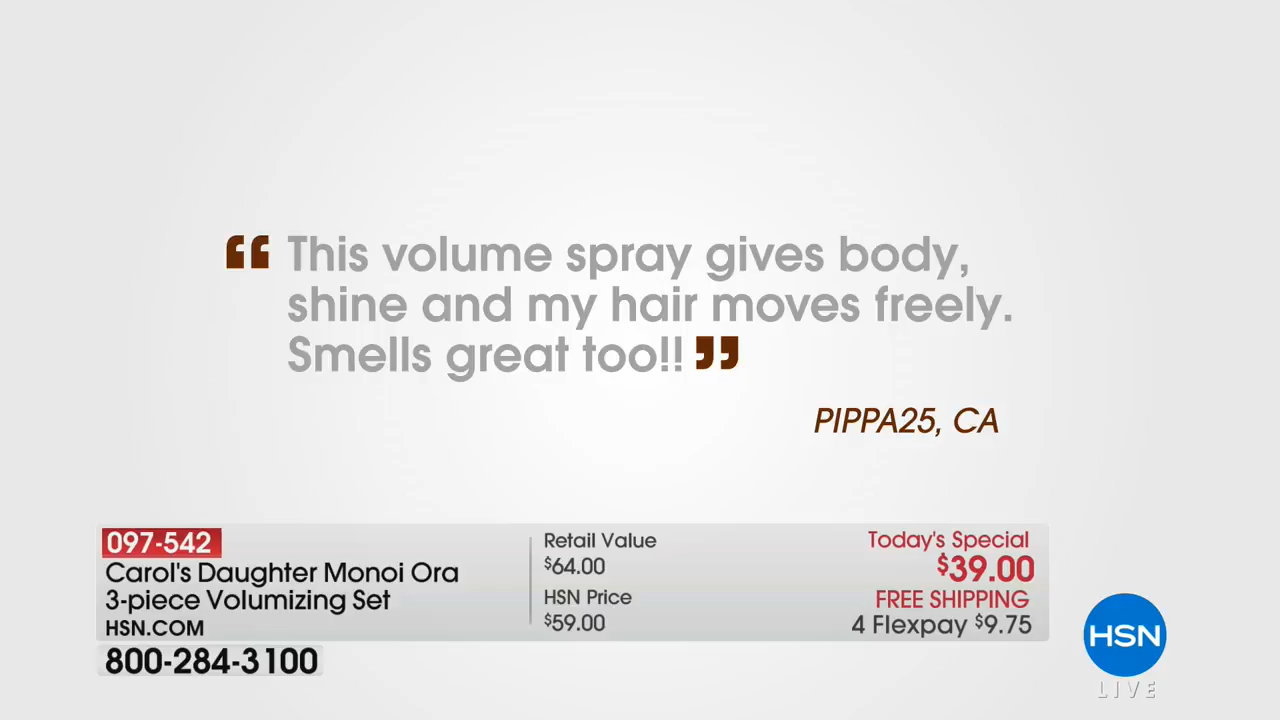 “ This volume spray gives body,
shine and my hair moves freely.
Smells great too!! ”
PIPPA25, CA
097-542
Carol's Daughter Monoi Ora
3-piece Volumizing Set
HSN.COM
800-284-3100
Retail Value
$64.00
HSN Price
$59.00
Today's Special
$39.00
FREE SHIPPING
4 Flexpay $9.75
HSN
LIVE